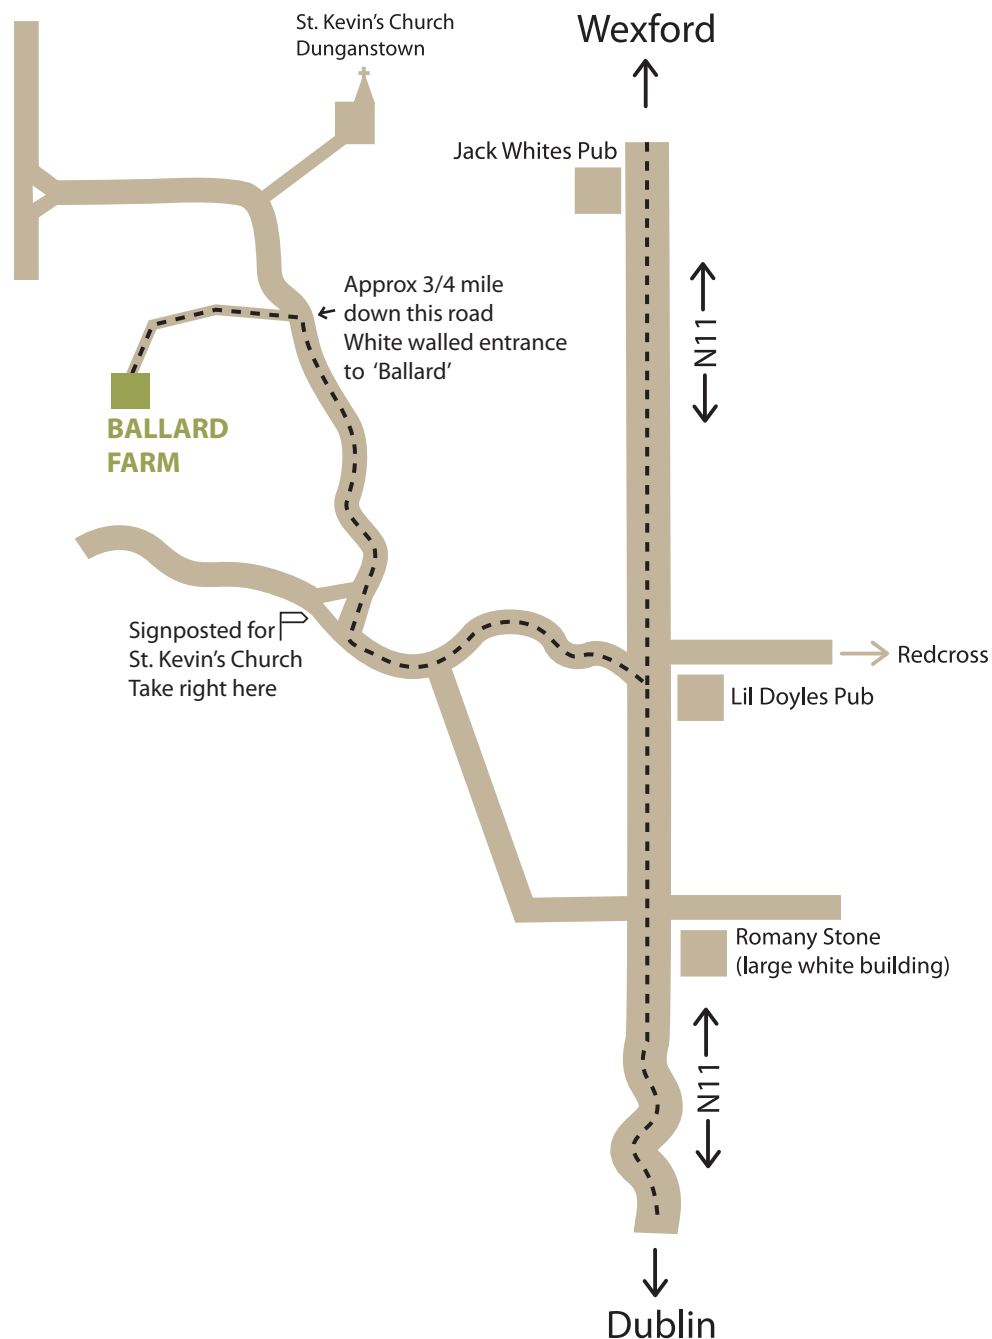 St. Kevin's Church
Dunganstown
Wexford
Jack Whites Pub
Approx 3/4 mile
down this road
White walled entrance
to ‘Ballard’
N11
BALLARD
FARM
Signposted for
St. Kevin's Church
Take right here
Redcross
Lil Doyles Pub
Romany Stone
(large white building)
N11
Dublin